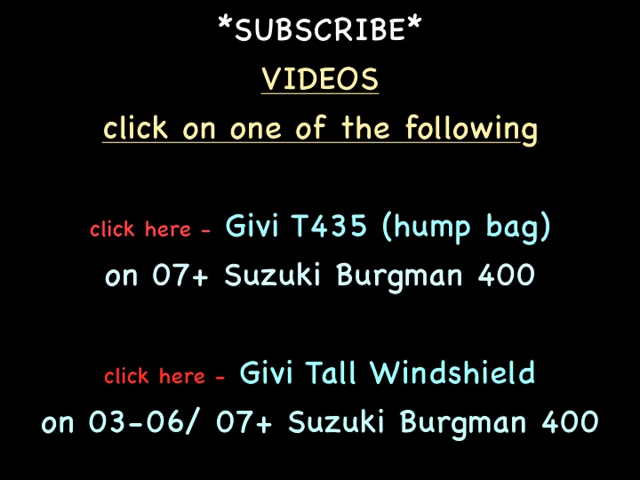 *SUBSCRIBE*
VIDEOS
click on one of the following
click here - Givi T435 (hump bag)
on 07+ Suzuki Burgman 400
click here - Givi Tall Windshield
on 03-06/ 07+ Suzuki Burgman 400